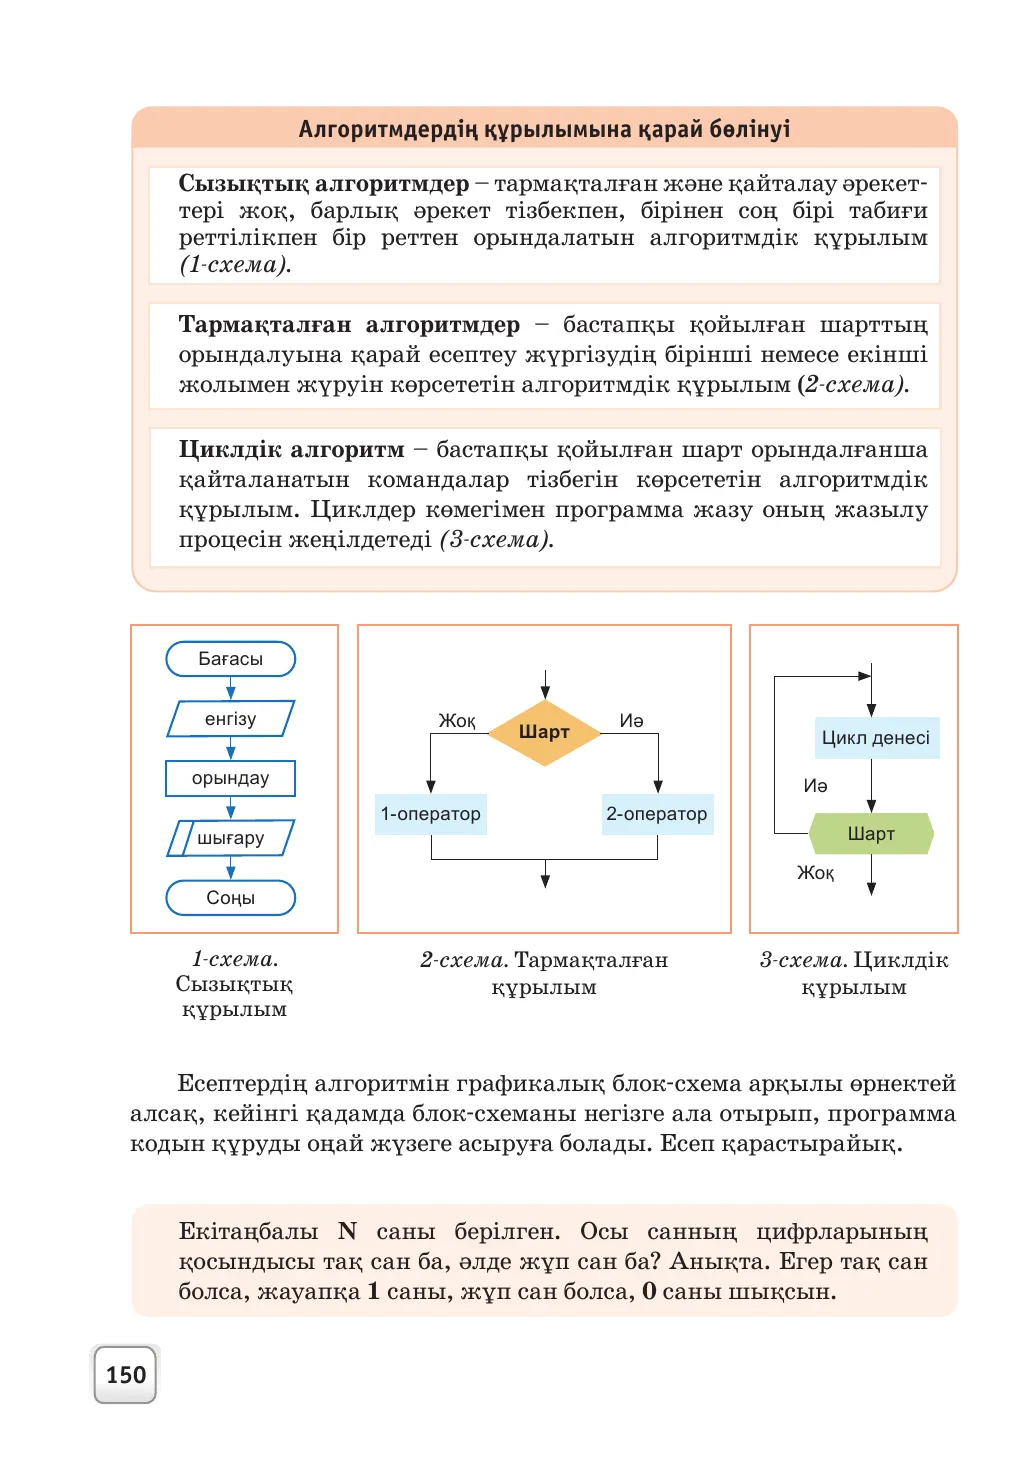 Алгоритмдердің құрылымына қарай бөлінуі
Сызықтық алгоритмдер – тармақталған және қайталау әрекет-
тері жоқ, барлық әрекет тізбекпен, бірінен соң бірі табиғи
реттілікпен бір реттен орындалатын алгоритмдік құрылым
(1-схема).
Тармақталған алгоритмдер – бастапқы қойылған шарттың
орындалуына қарай есептеу жүргізудің бірінші немесе екінші
жолымен жүруін көрсететін алгоритмдік құрылым (2-схема).
Циклдік алгоритм – бастапқы қойылған шарт орындалғанша
қайталанатын командалар тізбегін көрсететін алгоритмдік
құрылым. Циклдер көмегімен программа жазу оның жазылу
процесін жеңілдетеді (3-схема).
Бағасы
енгізу
орындау
шығару
Соңы
Жоқ
Шарт
Иә
1-оператор
2-оператор
Цикл денесі
Иә
Шарт
Жоқ
1-схема.
Сызықтық
құрылым
2-схема. Тармақталған
құрылым
3-схема. Циклдік
құрылым
Есептердің алгоритмін графикалық блок-схема арқылы өрнектей
алсақ, кейінгі қадамда блок-схеманы негізге ала отырып, программа
кодын құруды оңай жүзеге асыруға болады. Есеп қарастырайық.
Екітаңбалы N саны берілген. Осы санның цифрларының
қосындысы тақ сан ба, әлде жұп сан ба? Анықта. Егер тақ сан
болса, жауапқа 1 саны, жұп сан болса, 0 саны шықсын.
150